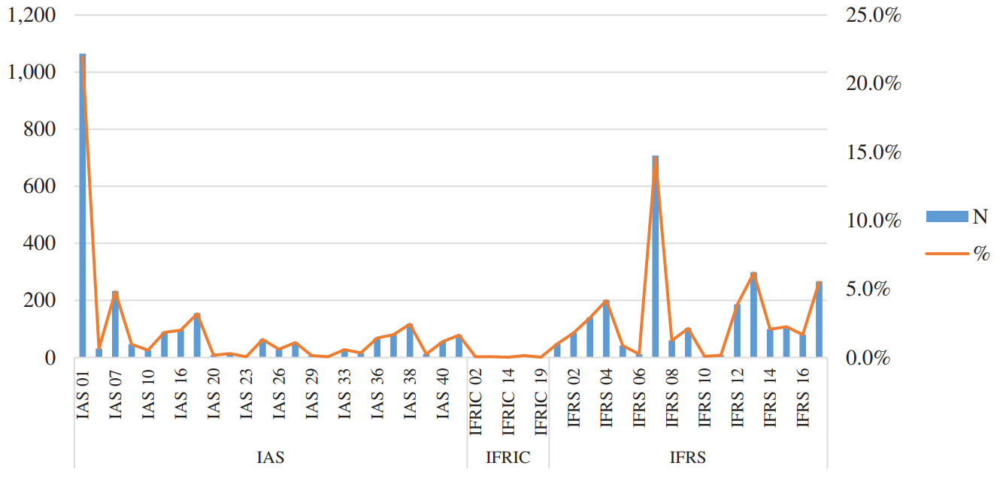 1,200
1,000
800
600
400
200
0
25.0%
20.0%
15.0%
10.0%
5.0%
0.0%
N
%
IAS 01
IAS 07
IAS 10
IAS 16
IAS 20
IAS 23
IAS 26
IAS 29
IAS 33
IAS 36
IAS 38
IAS 40
IFRIC 02
IFRIC 14
IFRIC 19
IFRS 02
IFRS 04
IFRS 06
IFRS 08
IFRS 10
IFRS 12
IFRS 14
IFRS 16
IAS
IFRIC
IFRS